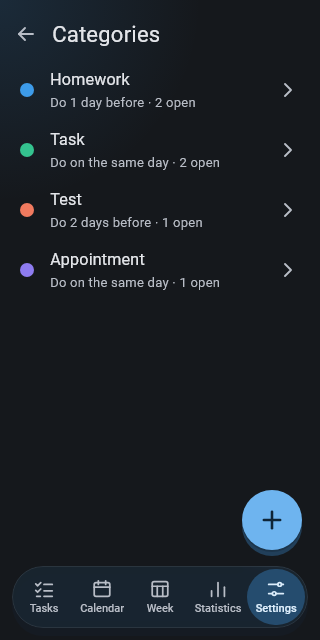 Categories
Homework
Do 1 day before · 2 open
Task
Do on the same day · 2 open
Test
Do 2 days before · 1 open
Appointment
Do on the same day · 1 open
Tasks Calendar Week Statistics Settings